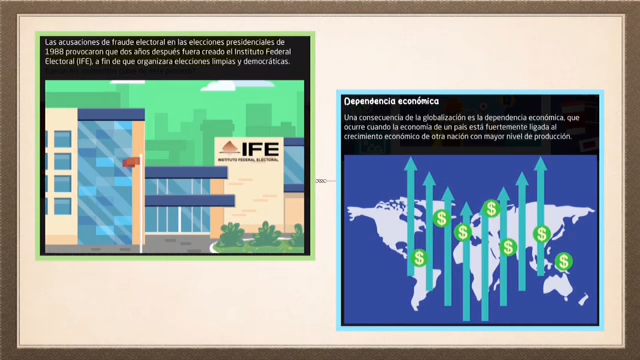 Las acusaciones de fraude electoral en las elecciones presidenciales de
1988 provocaron que dos años después fuera creado el Instituto Federal
Electoral (IFE), a fin de que organizara elecciones limpias y democráticas.
IFE
INSTITUTO FEDERAL ELECTORAL
Dependencia económica
Una consecuencia de la globalización es la dependencia económica, que
ocurre cuando la economía de un país está fuertemente ligada al
crecimiento económico de otra nación con mayor nivel de producción.
$ $ $ $ $ $ $